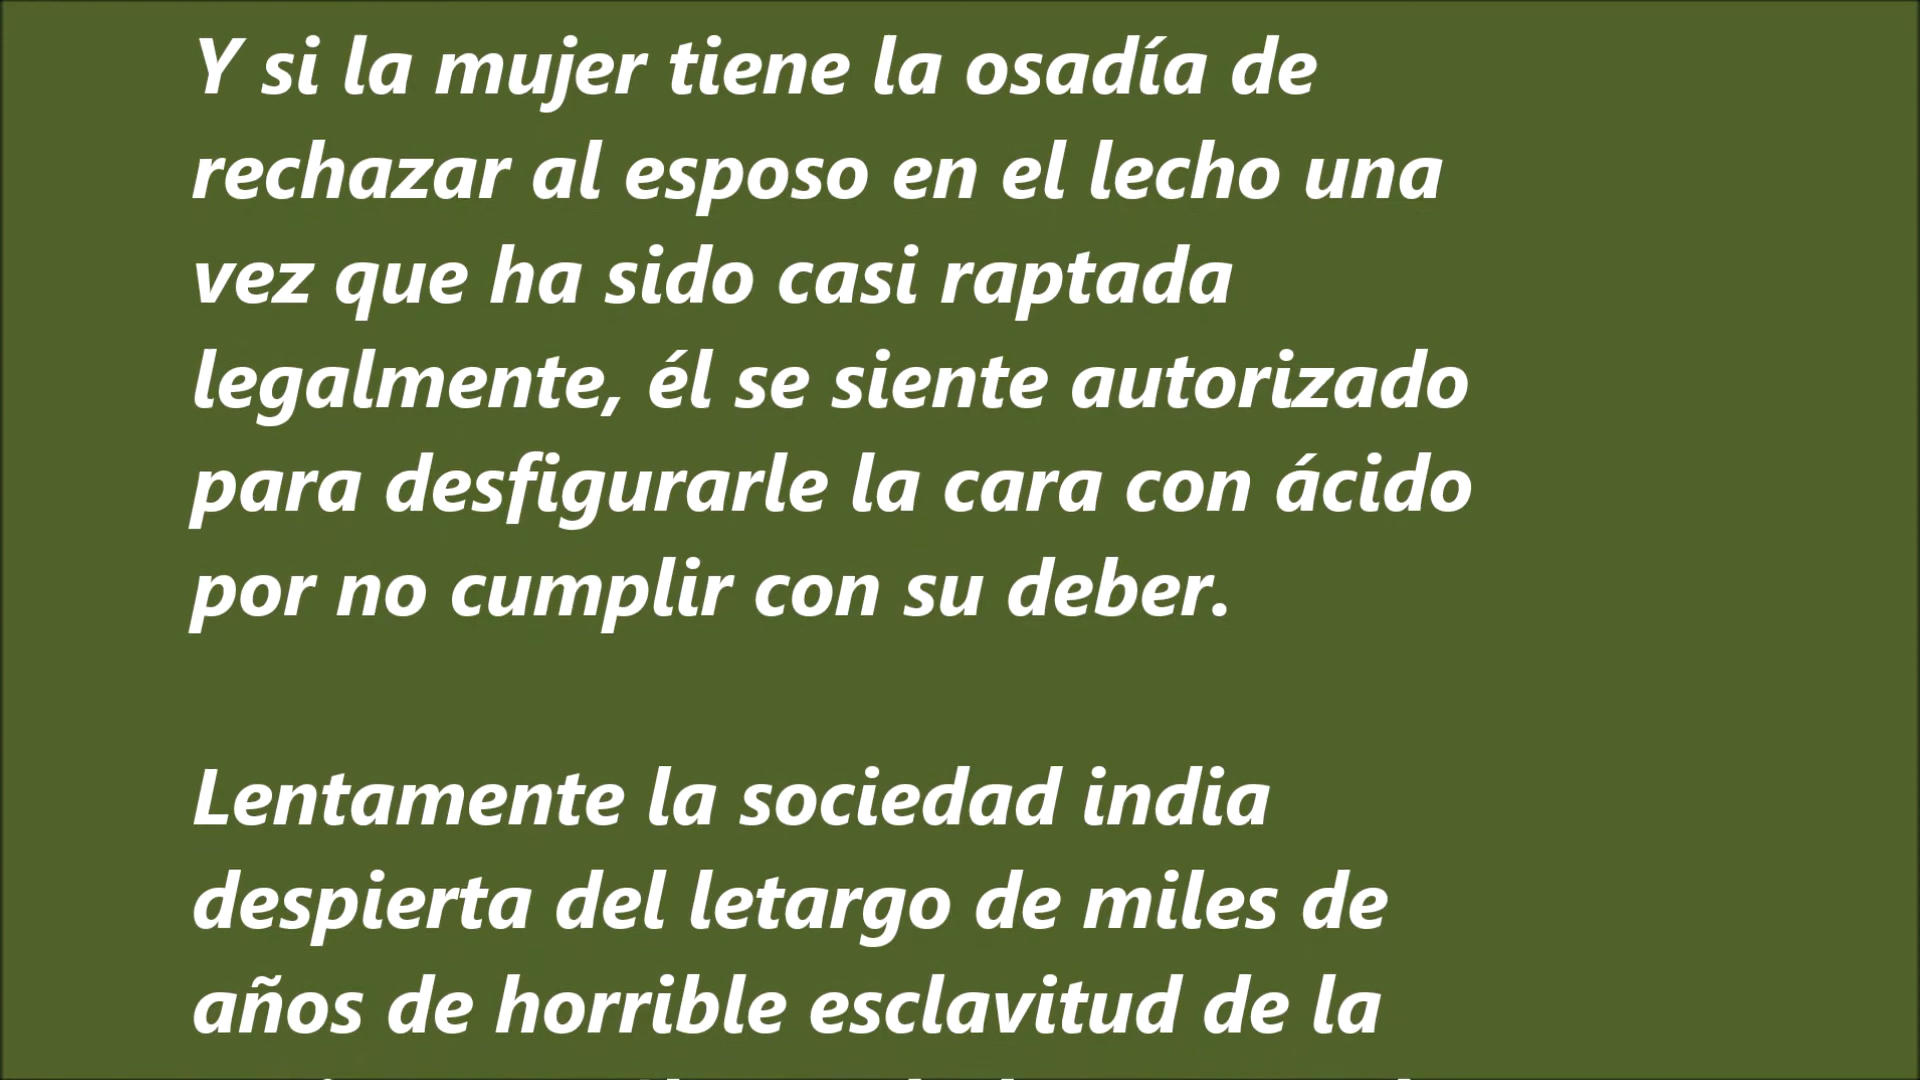 Y si la mujer tiene la osadía de
rechazar al esposo en el lecho una
vez que ha sido casi raptada
legalmente, él se siente autorizado
para desfigurarle la cara con ácido
por no cumplir con su deber.
Lentamente la sociedad india
despierta del letargo de miles de
años de horrible esclavitud de la